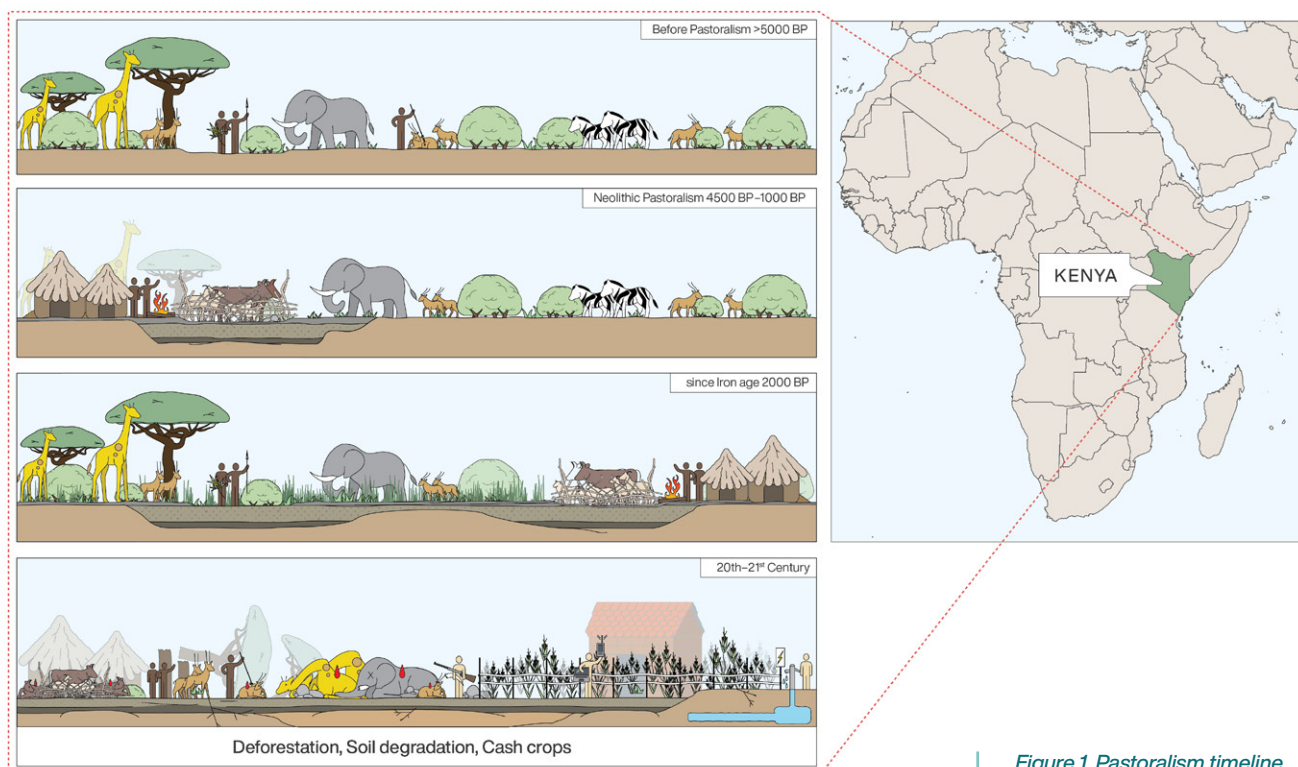 Before Pastoralism >5000 BP
Neolithic Pastoralism 4500 BP–1000 BP
since Iron age 2000 BP
20th–21st Century
Deforestation, Soil degradation, Cash crops
KENYA
Figure 1. Pastoralism timeline